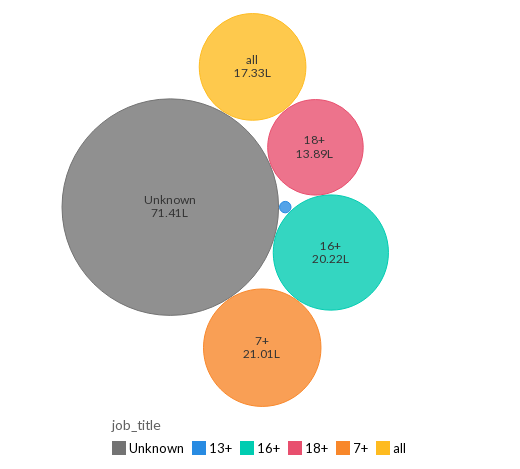 all
17.33L
18+
13.89L
Unknown
71.41L
16+
20.22L
7+
21.01L
job_title
Unknown 13+ 16+ 18+ 7+ all